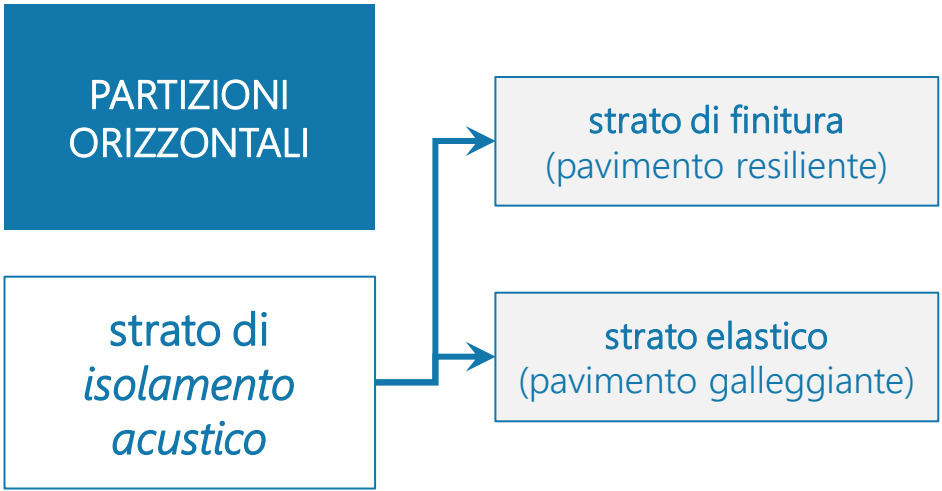 PARTIZIONI
ORIZZONTALI
strato di
isolamento
acustico
strato di finitura
(pavimento resiliente)
strato elastico
(pavimento galleggiante)